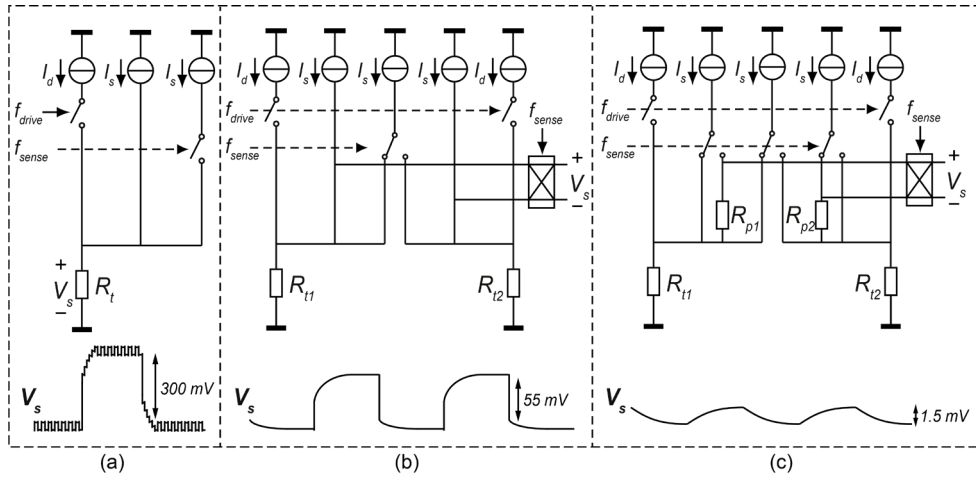 I_d I_s I_s
f_drive
f_sense
+
V_s
−
R_t
V_s
300 mV
(a)
I_d I_s I_s I_s I_d
f_drive
f_sense
f_sense
+
V_s
−
R_t1
R_t2
55 mV
(b)
I_d I_s I_s I_s I_d
f_drive
f_sense
f_sense
+
V_s
−
R_p1
R_p2
R_t1
R_t2
V_s
1.5 mV
(c)